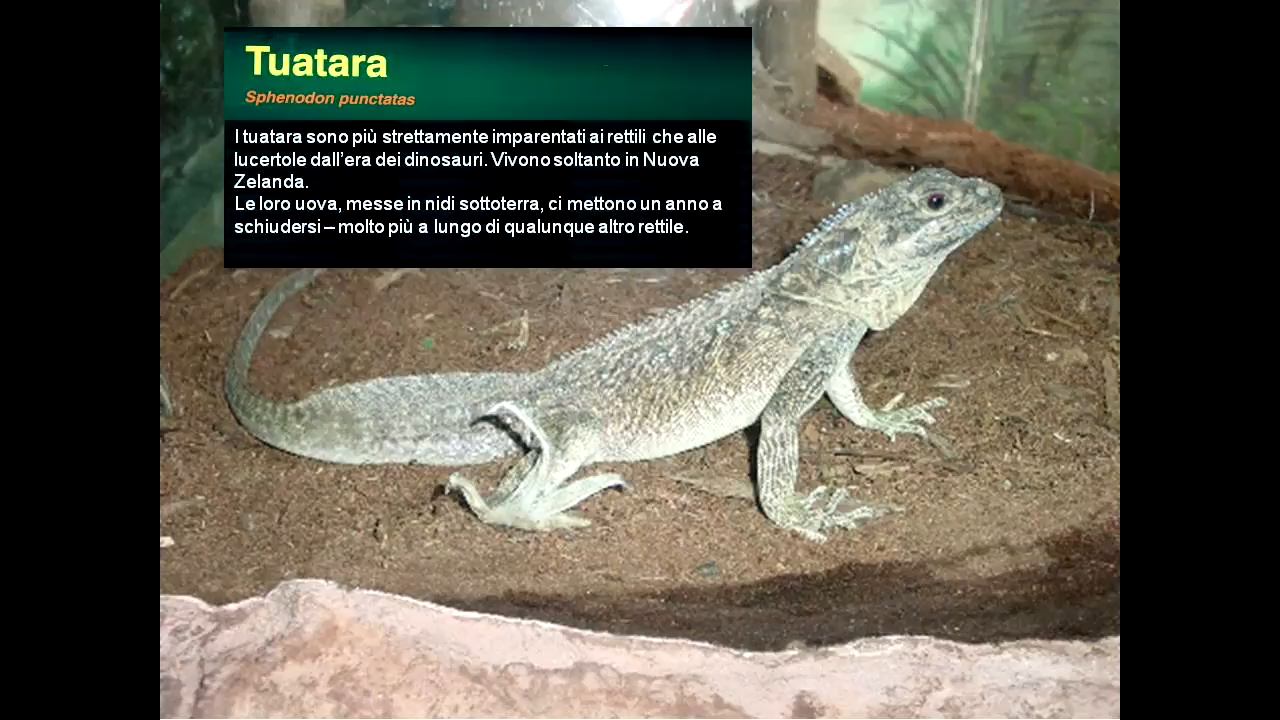 Tuatara
Sphenodon punctatas
I tuatara sono più strettamente imparentati ai rettili che alle
lucertole dall'era dei dinosauri. Vivono soltanto in Nuova
Zelanda.
Le loro uova, messe in nidi sottoterra, ci mettono un anno a
schiudersi – molto più a lungo di qualunque altro rettile.